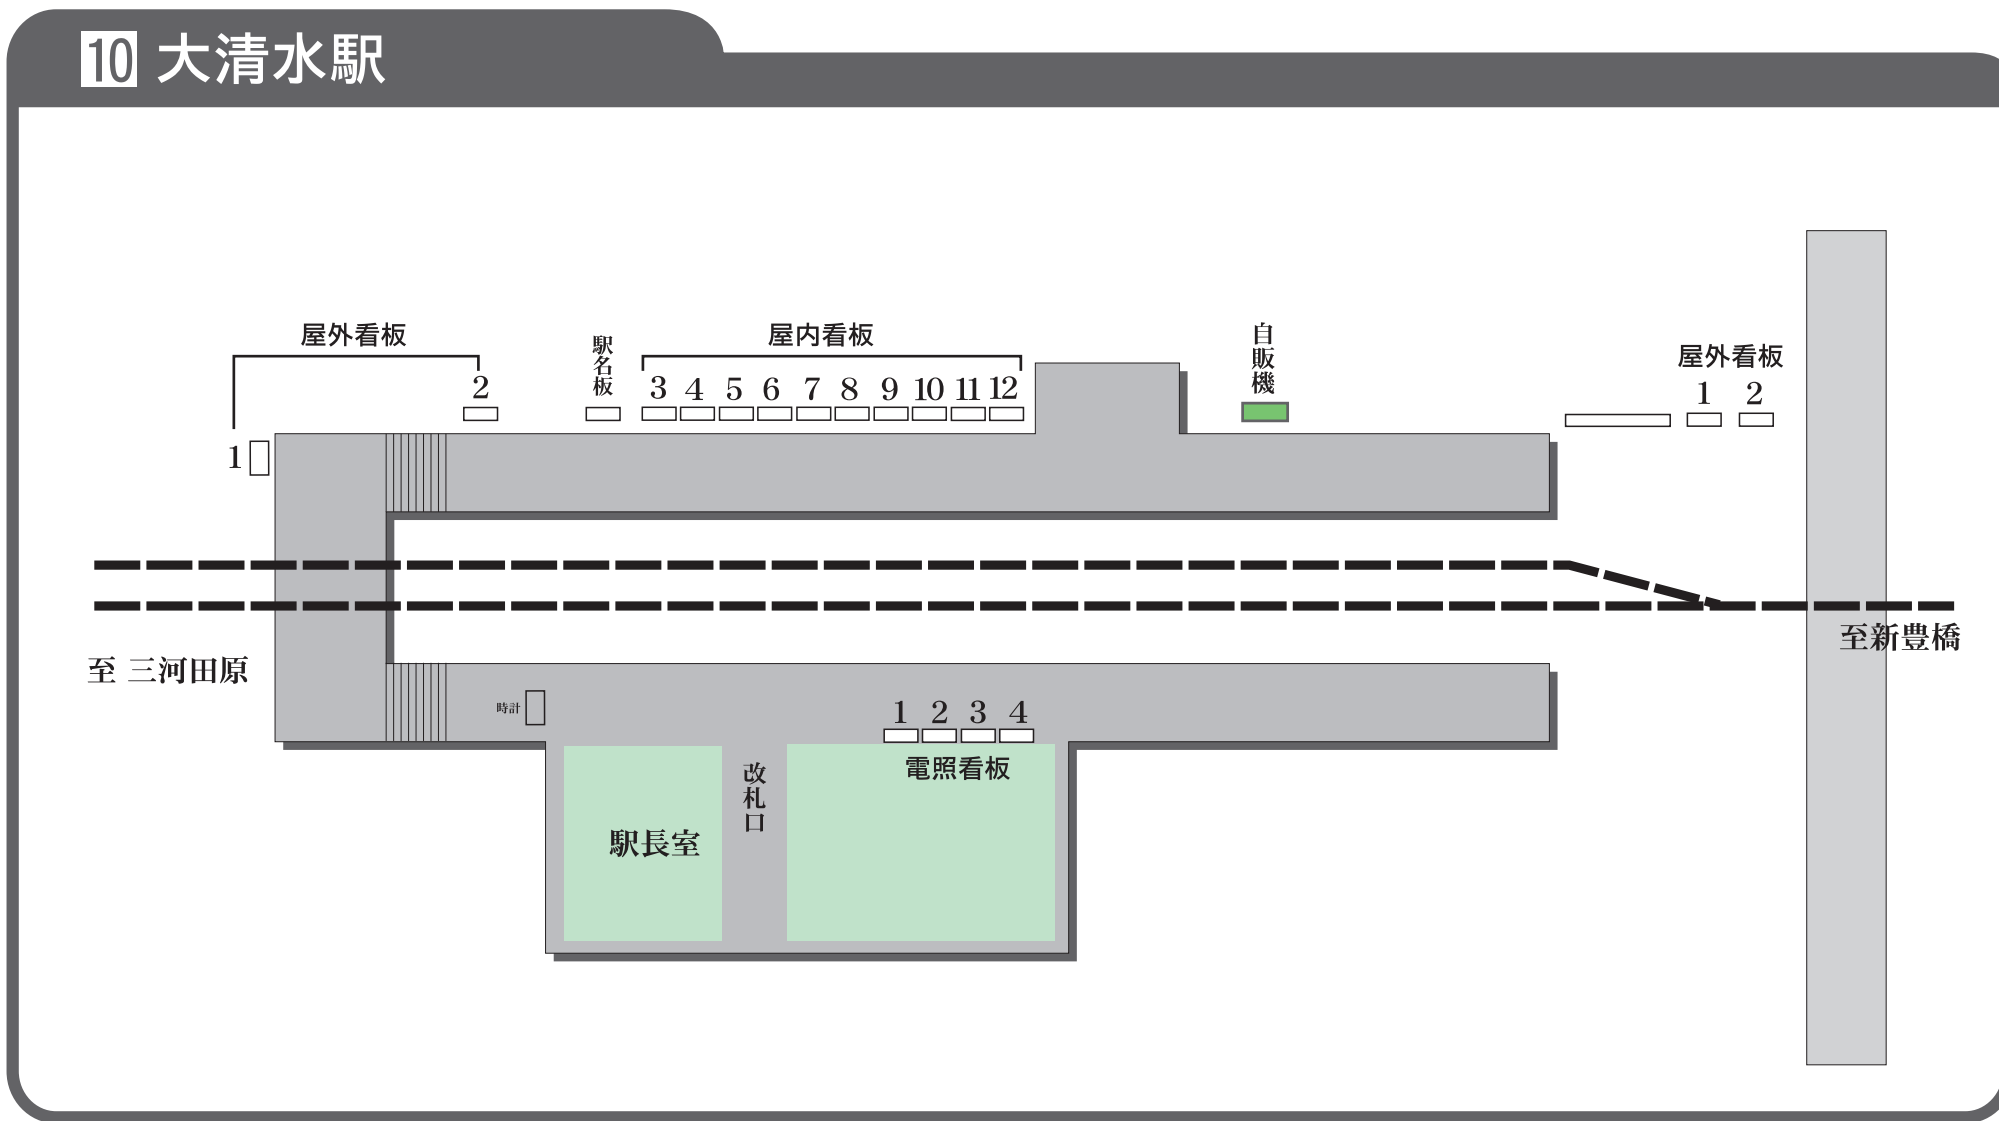 10 大清水駅
屋外看板
1
2
駅名板
屋内看板
3 4 5 6 7 8 9 10 11 12
自販機
屋外看板
1 2
至 三河田原
至新豊橋
時計
1 2 3 4
電照看板
改札口
駅長室